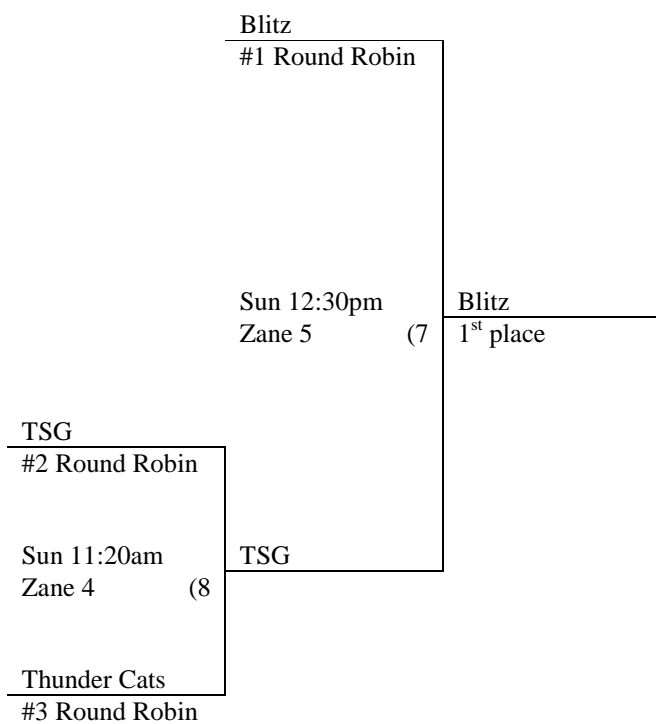 Blitz
#1 Round Robin
Sun 12:30pm
Zane 5 (7
Blitz
1st place
TSG
#2 Round Robin
Sun 11:20am
Zane 4 (8
TSG
Thunder Cats
#3 Round Robin